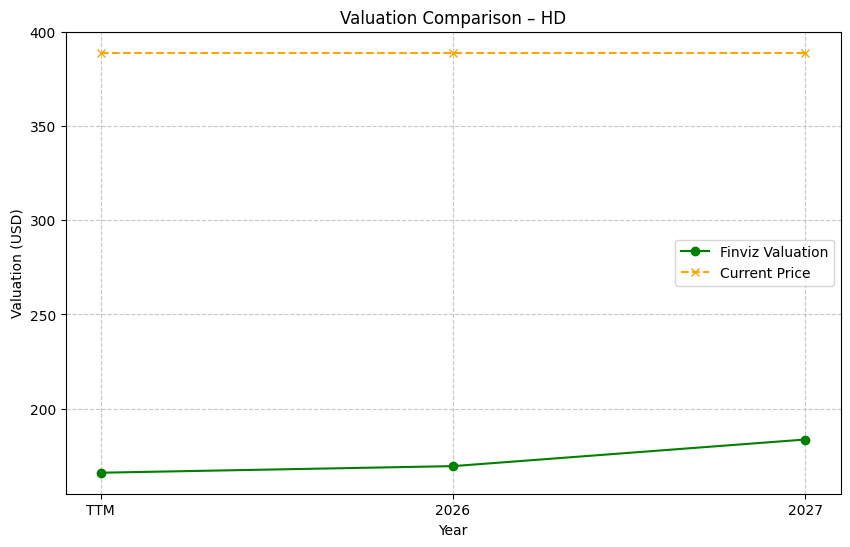 Valuation Comparison – HD
Valuation (USD)
400
350
300
250
200
Finviz Valuation
Current Price
TTM
2026
2027
Year